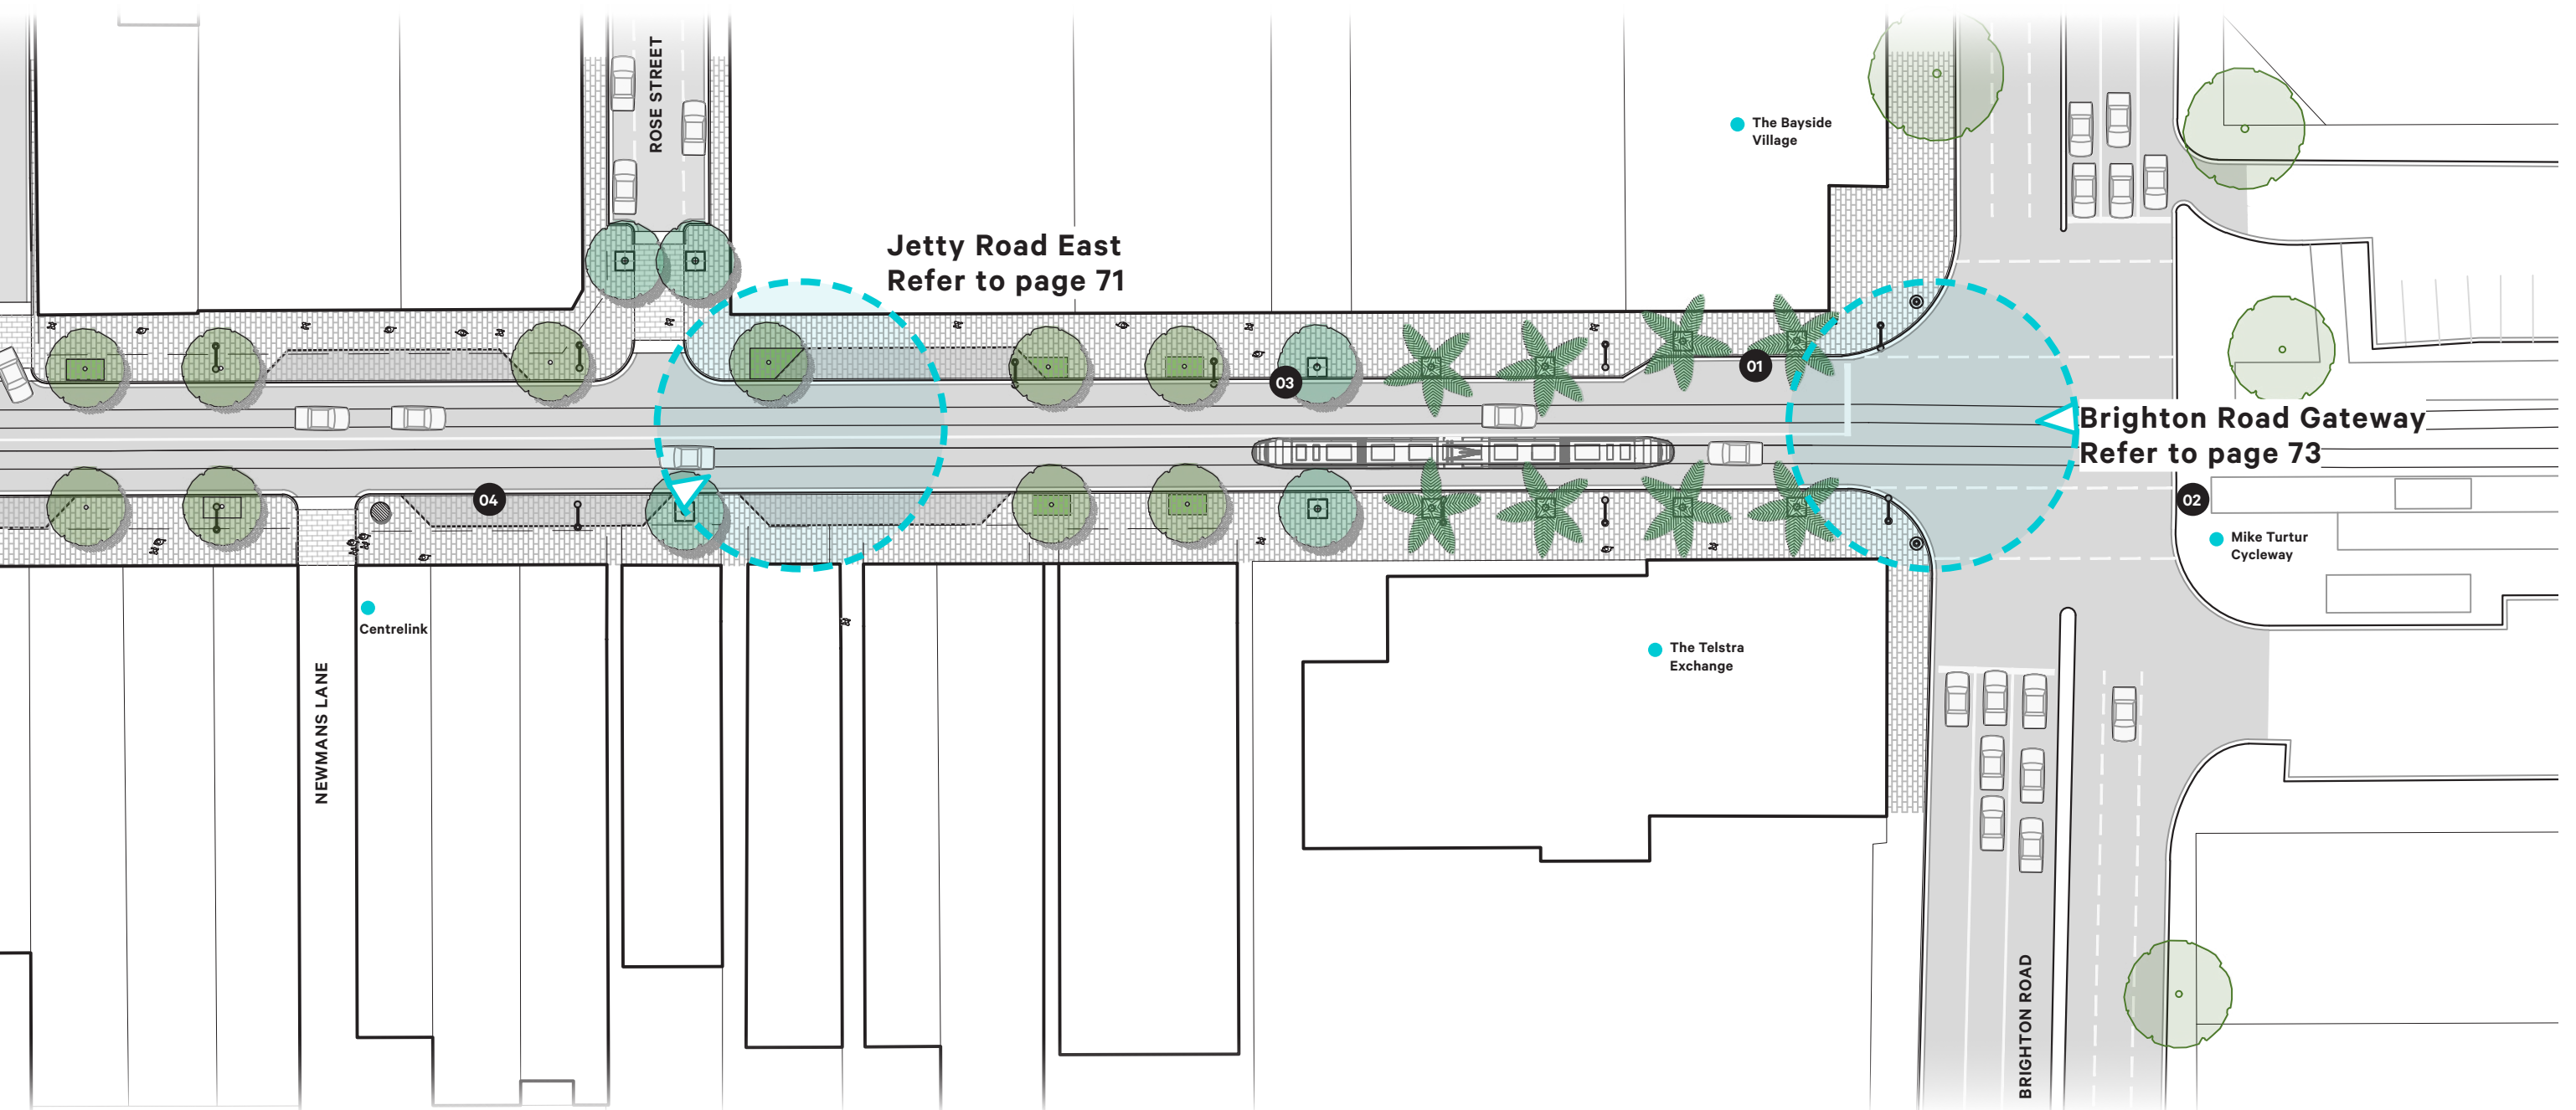 ROSE STREET
The Bayside
Village
Jetty Road East
Refer to page 71
03
01
Brighton Road Gateway
Refer to page 73
04
02
Mike Turtur
Cycleway
Centrelink
The Telstra
Exchange
NEWMANS LANE
BRIGHTON ROAD